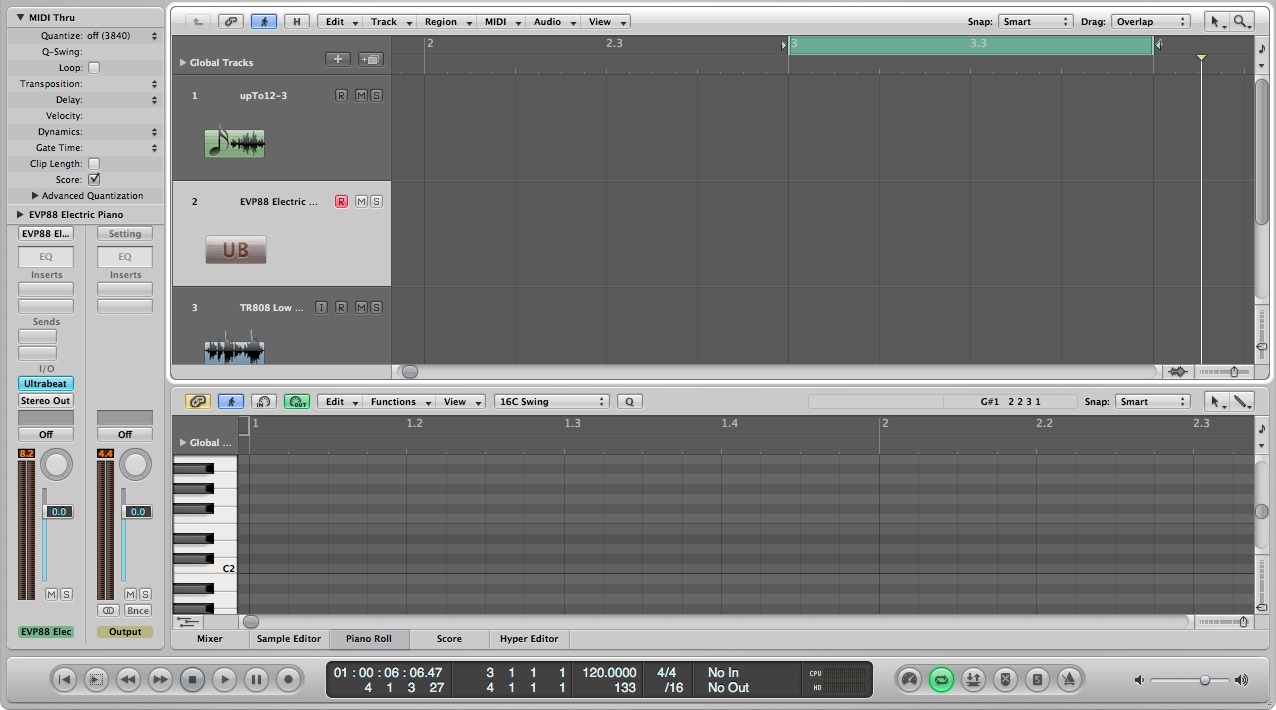 MIDI Thru
Quantize: off (3840)
Q-Swing:
Loop:
Transposition:
Delay:
Velocity:
Dynamics:
Gate Time:
Clip Length:
Score:
Advanced Quantization
EVP88 Electric Piano
EVP88 El... Setting
EQ EQ
Inserts Inserts
Sends
I/O
Ultrabeat
Stereo Out
Off Off
8.2 4.4
0.0 0.0
M S M S
Bnce
EVP88 Elec Output
H Edit Track Region MIDI Audio View Snap: Smart Drag: Overlap
2 2.3 3 3.3 4
Global Tracks
1 upTo12-3 R M S
2 EVP88 Electric ... R M S
UB
3 TR808 Low ... I R M S
IN OUT Edit Functions View 16C Swing Q G#1 2 2 3 1 Snap: Smart
1 1.2 1.3 1.4 2 2.2 2.3
Global ...
C2
Mixer Sample Editor Piano Roll Score Hyper Editor
01 : 00 : 06 : 06.47 3 1 1 1 120.0000 4/4 No In CPU
4 1 3 27 4 1 1 1 133 /16 No Out HD
S